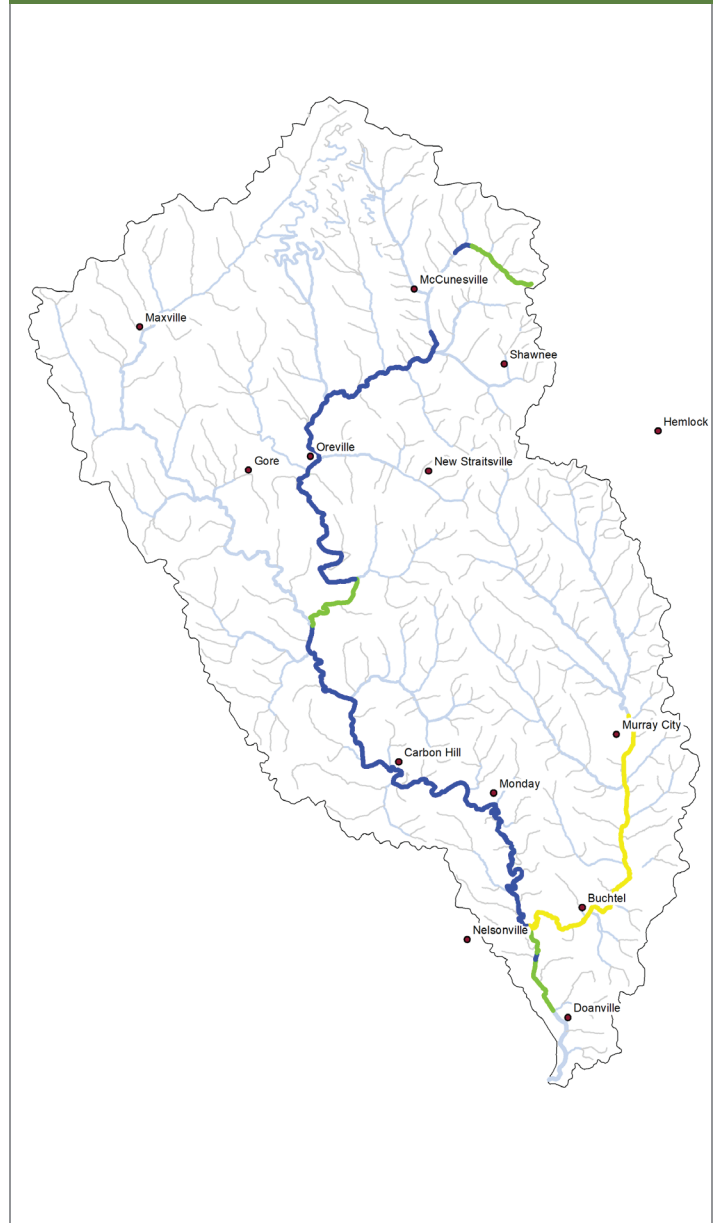 McCunesville
Maxville
Shawnee
Hemlock
Oreville
Gore
New Straitsville
Murray City
Carbon Hill
Monday
Buchtel
Nelsonville
Doanville